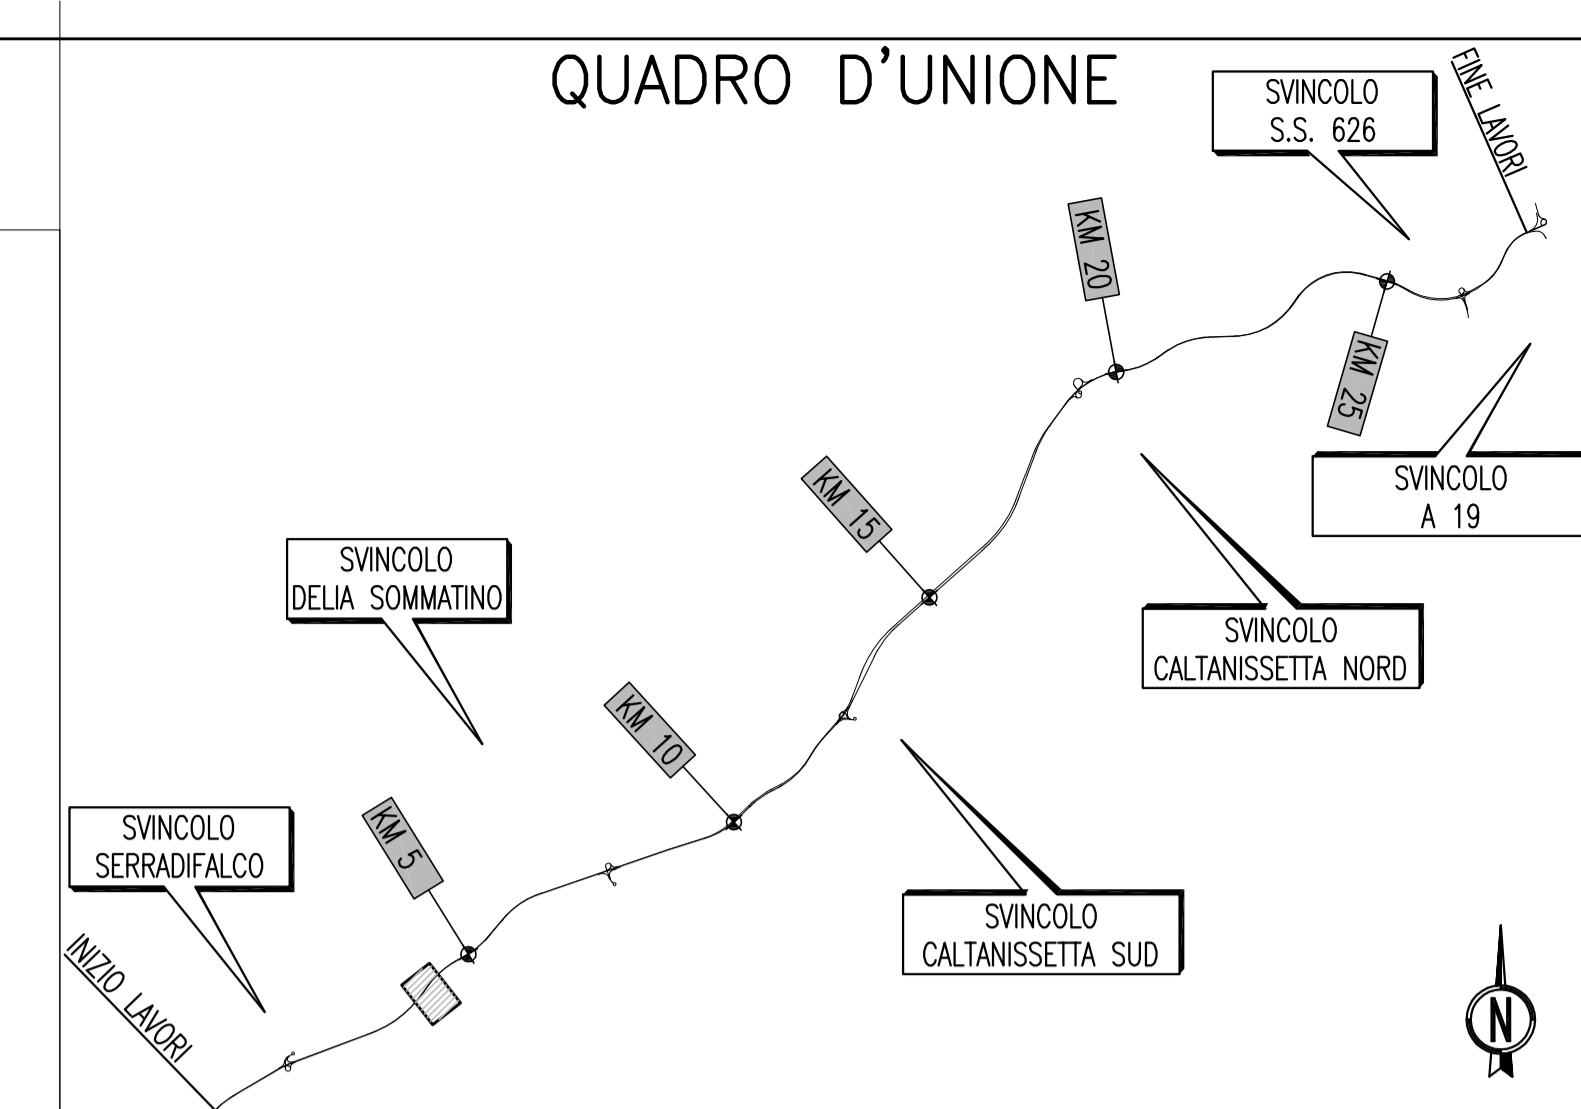 QUADRO D'UNIONE
SVINCOLO
S.S. 626
FINE LAVORI
KM 20
KM 25
SVINCOLO
A 19
KM 15
SVINCOLO
DELIA SOMMATINO
SVINCOLO
CALTANISSETTA NORD
KM 10
KM 5
SVINCOLO
SERRADIFALCO
SVINCOLO
CALTANISSETTA SUD
INIZIO LAVORI
N